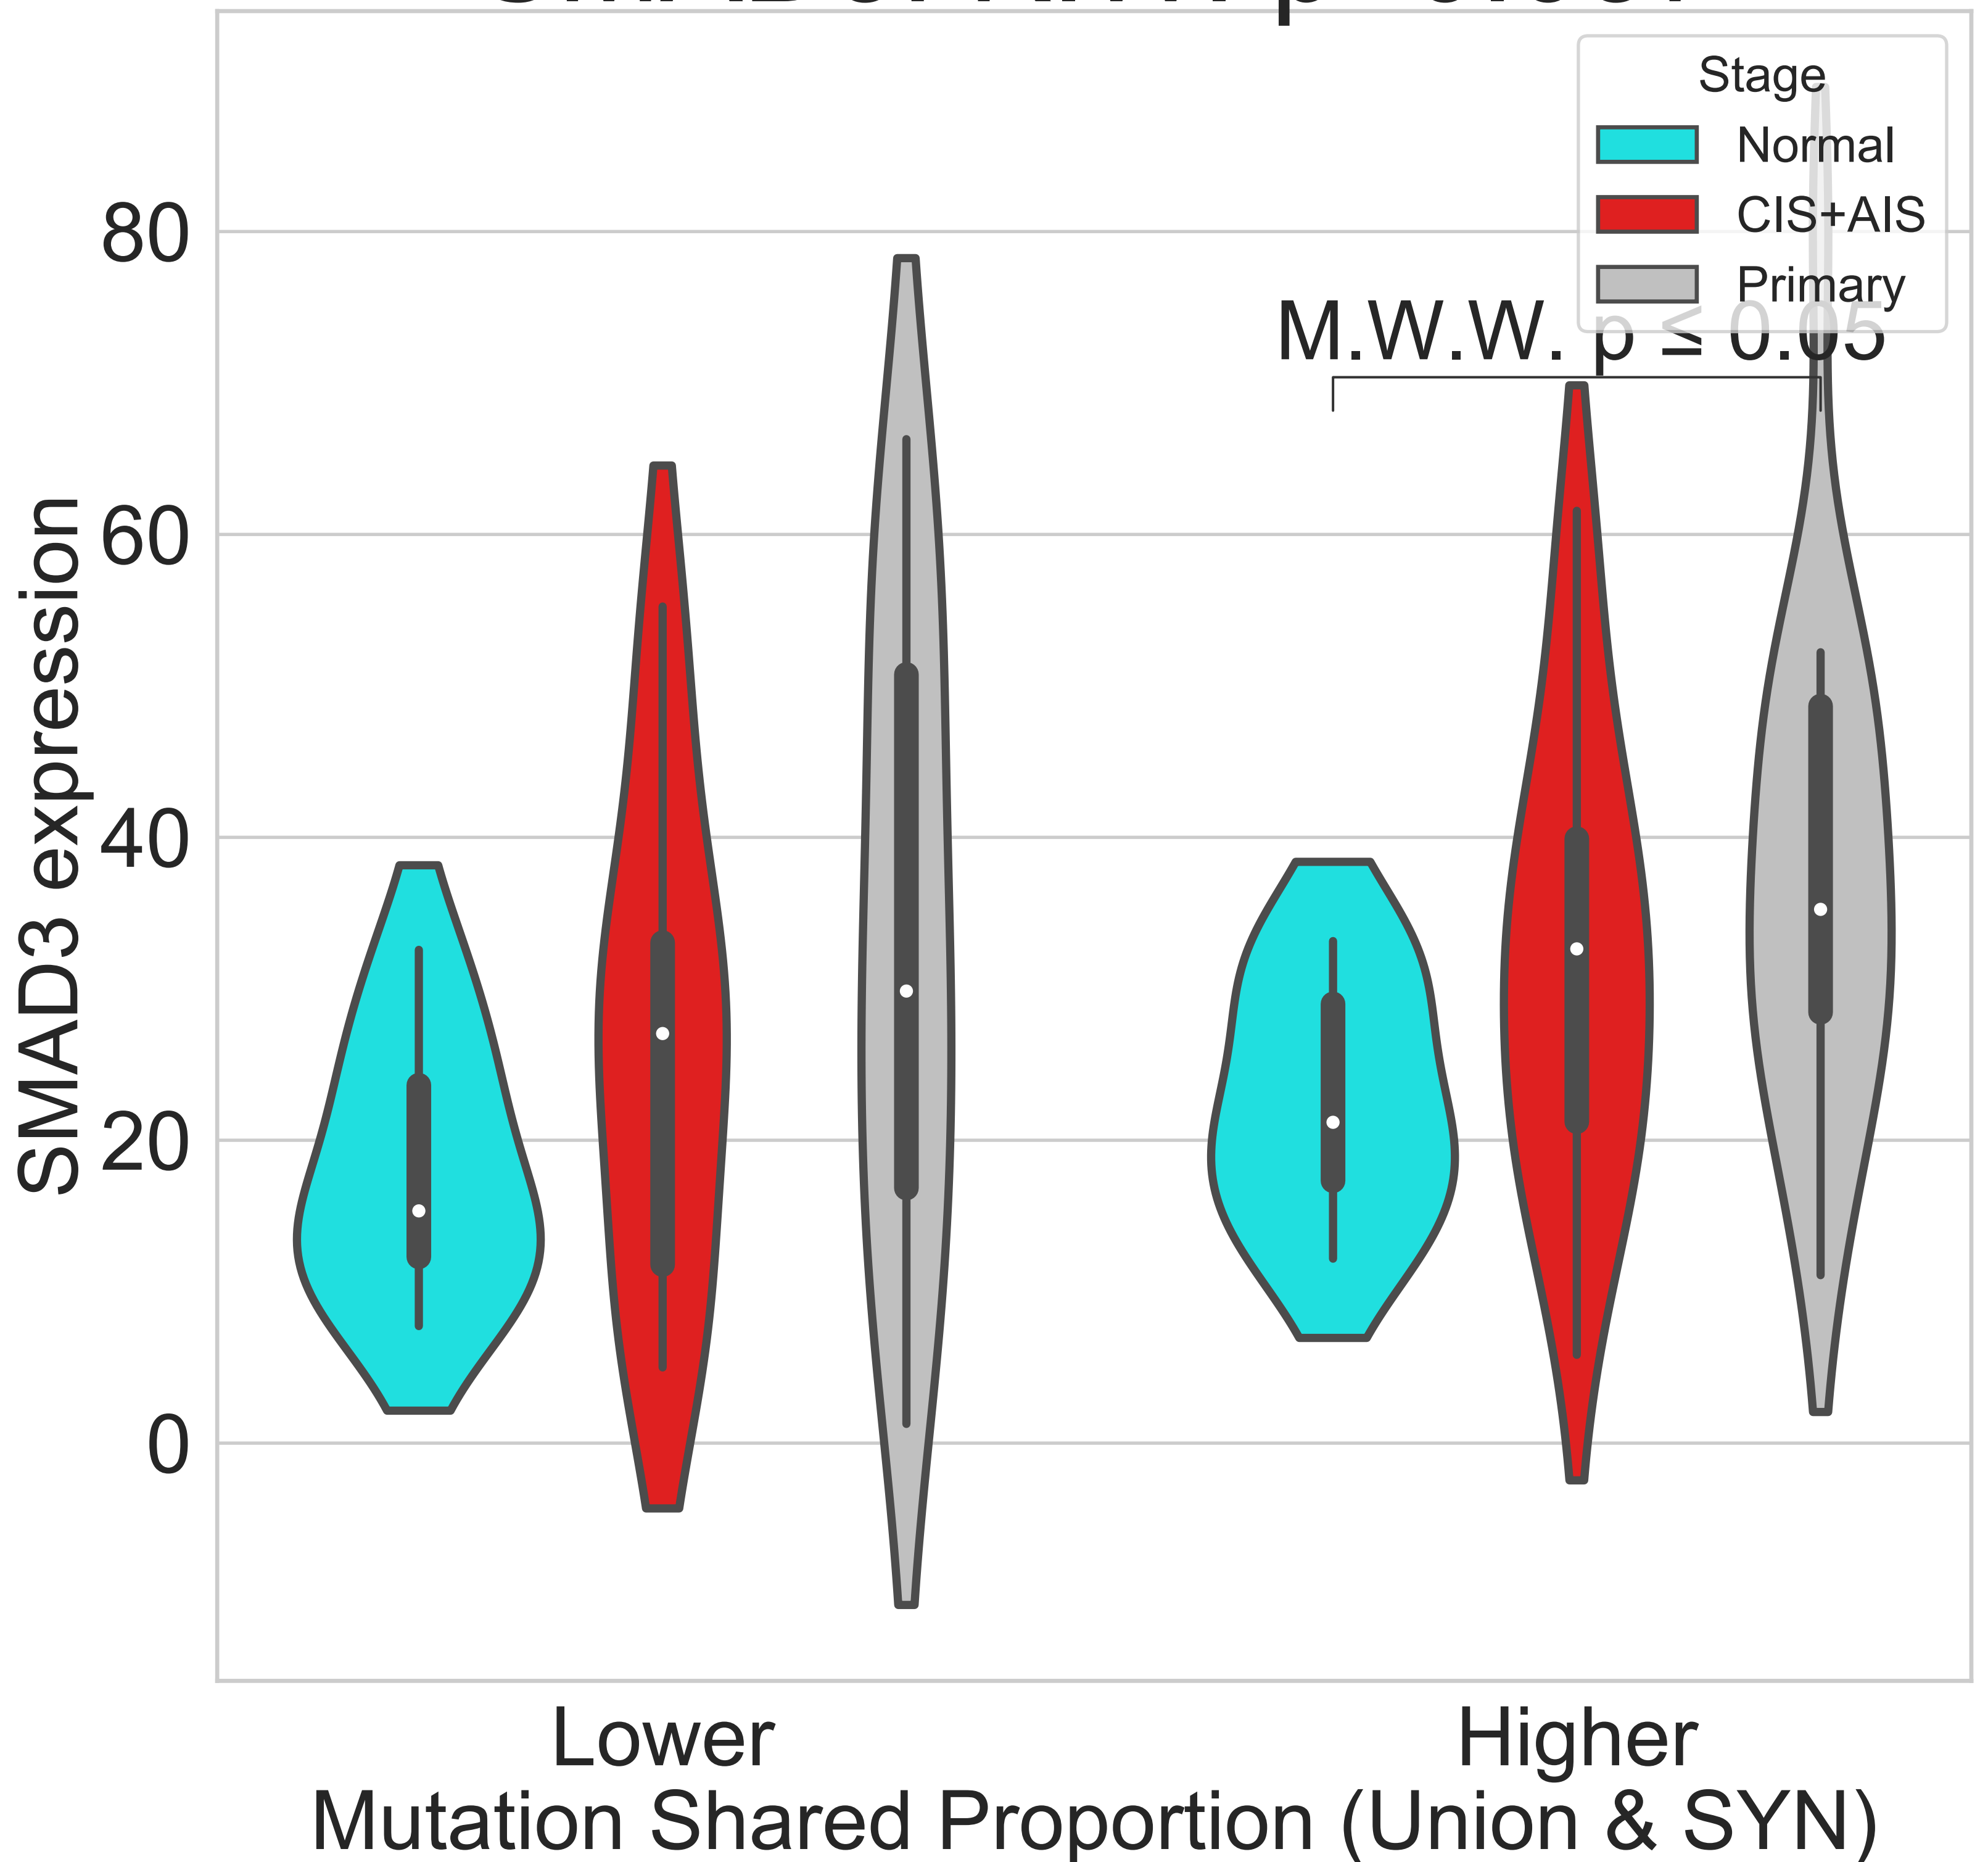 Stage
Normal
CIS+AIS
Primary
M.W.W. p ≤ 0.05
80
60
40
20
0
SMAD3 expression
Lower
Higher
Mutation Shared Proportion (Union & SYN)